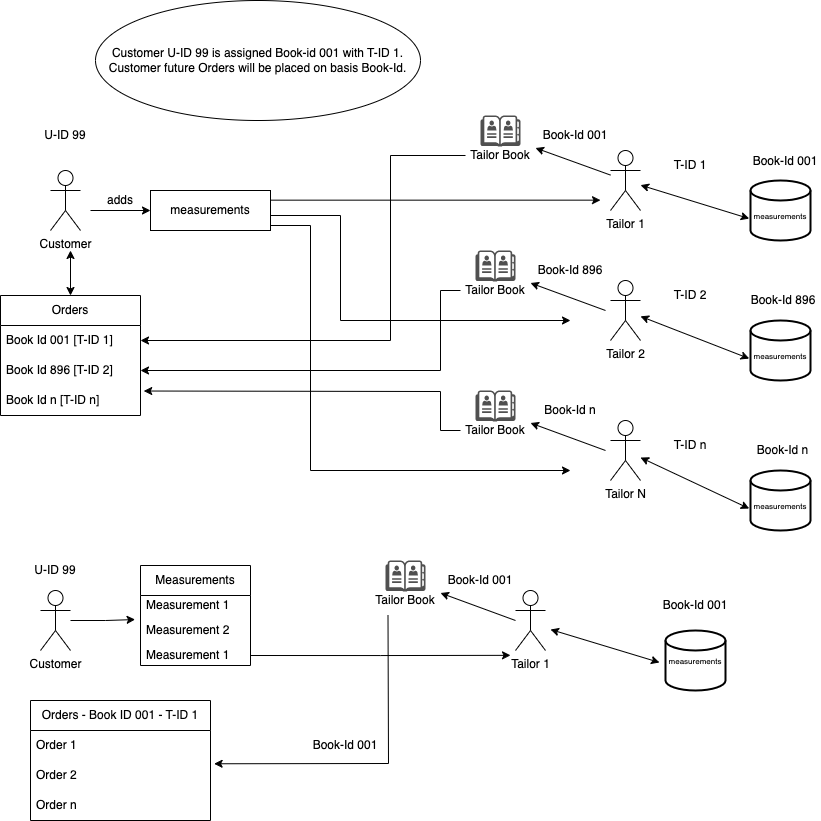 Customer U-ID 99 is assigned Book-id 001 with T-ID 1.
Customer future Orders will be placed on basis Book-Id.
U-ID 99
Customer
adds
measurements
Tailor Book
Book-Id 001
Tailor 1
T-ID 1
Book-Id 001
measurements
Tailor Book
Book-Id 896
Tailor 2
T-ID 2
Book-Id 896
measurements
Orders
Book Id 001 [T-ID 1]
Book Id 896 [T-ID 2]
Book Id n [T-ID n]
Tailor Book
Book-Id n
Tailor N
T-ID n
Book-Id n
measurements
U-ID 99
Customer
Measurements
Measurement 1
Measurement 2
Measurement 1
Tailor Book
Book-Id 001
Tailor 1
Book-Id 001
measurements
Orders - Book ID 001 - T-ID 1
Order 1
Order 2
Order n
Book-Id 001